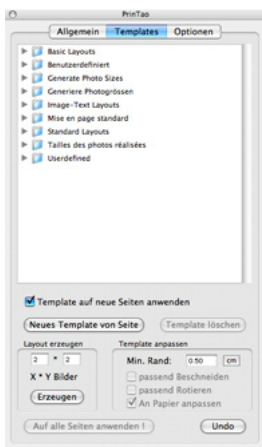 PrinTao
Allgemein Templates Optionen
Basic Layouts
Benutzerdefiniert
Generate Photo Sizes
Generiere Photogrössen
Image-Text Layouts
Mise en page standard
Standard Layouts
Tailles des photos réalisées
Userdefined
Template auf neue Seiten anwenden
Neues Template von Seite Template löschen
Layout erzeugen Template anpassen
2 * 2 Min. Rand: 0.50 cm
X * Y Bilder passend Beschneiden
passend Rotieren
Erzeugen An Papier anpassen
Auf alle Seiten anwenden ! Undo